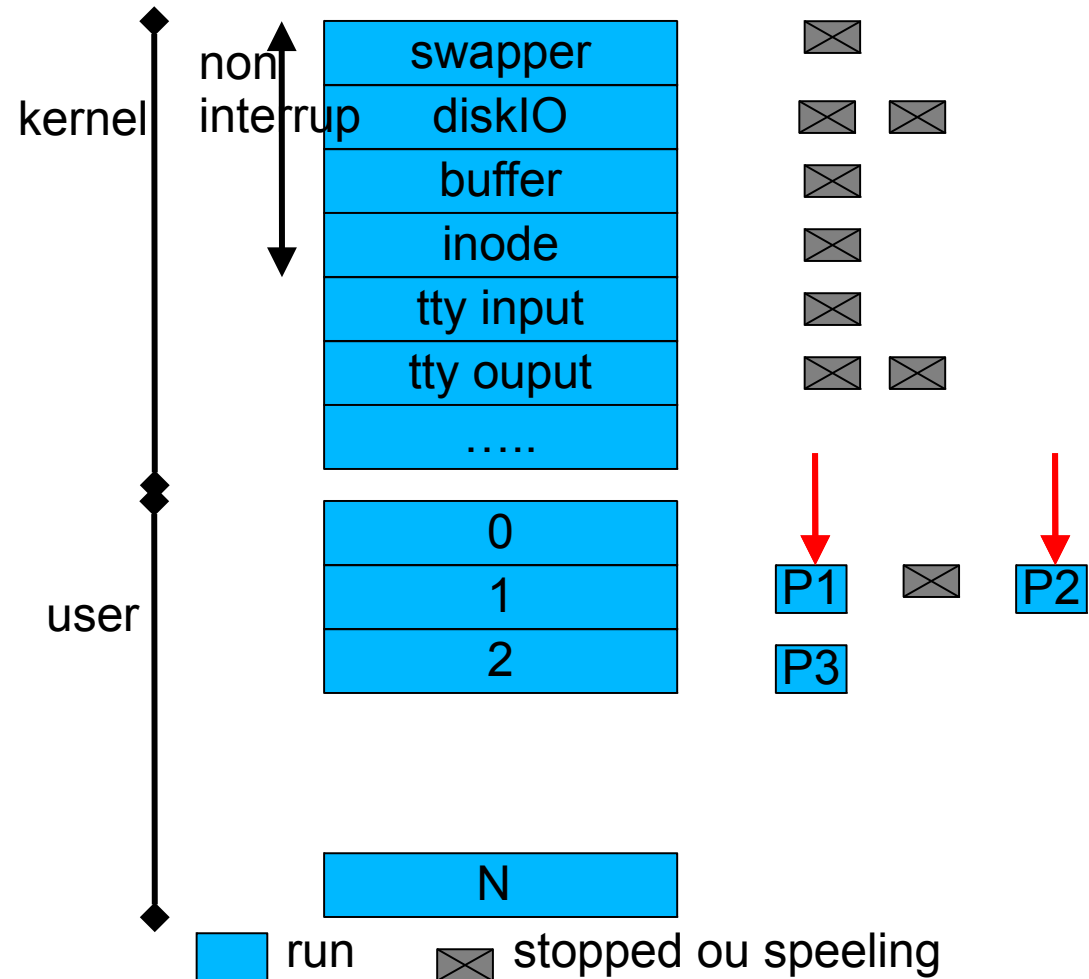 swapper
non
interrup
kernel
diskIO
buffer
inode
tty input
tty ouput
…..
0
1
P1
P2
user
2
P3
N
run
stopped ou speeling